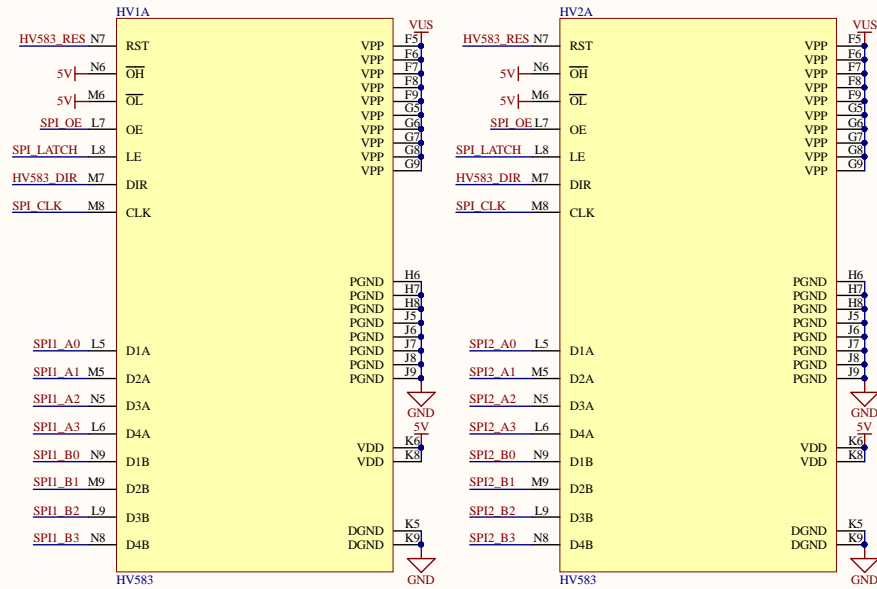 HV1A
HV583_RES N7 RST
N6 OH
5V
M6 OL
5V
SPI_OE L7 OE
SPI_LATCH L8 LE
HV583_DIR M7 DIR
SPI_CLK M8 CLK
SPI1_A0 L5 D1A
SPI1_A1 M5 D2A
SPI1_A2 N5 D3A
SPI1_A3 L6 D4A
SPI1_B0 N9 D1B
SPI1_B1 M9 D2B
SPI1_B2 L9 D3B
SPI1_B3 N8 D4B
VUS
VPP F5
VPP F6
VPP F7
VPP F8
VPP F9
VPP G5
VPP G6
VPP G7
VPP G8
VPP G9
PGND H6
PGND H7
PGND H8
PGND J5
PGND J6
PGND J7
PGND J8
PGND J9
GND
5V
VDD K6
VDD K8
DGND K5
DGND K9
GND
HV583
HV2A
HV583_RES N7 RST
N6 OH
5V
M6 OL
5V
SPI_OE L7 OE
SPI_LATCH L8 LE
HV583_DIR M7 DIR
SPI_CLK M8 CLK
SPI2_A0 L5 D1A
SPI2_A1 M5 D2A
SPI2_A2 N5 D3A
SPI2_A3 L6 D4A
SPI2_B0 N9 D1B
SPI2_B1 M9 D2B
SPI2_B2 L9 D3B
SPI2_B3 N8 D4B
VUS
VPP F5
VPP F6
VPP F7
VPP F8
VPP F9
VPP G5
VPP G6
VPP G7
VPP G8
VPP G9
PGND H6
PGND H7
PGND H8
PGND J5
PGND J6
PGND J7
PGND J8
PGND J9
GND
5V
VDD K6
VDD K8
DGND K5
DGND K9
GND
HV583